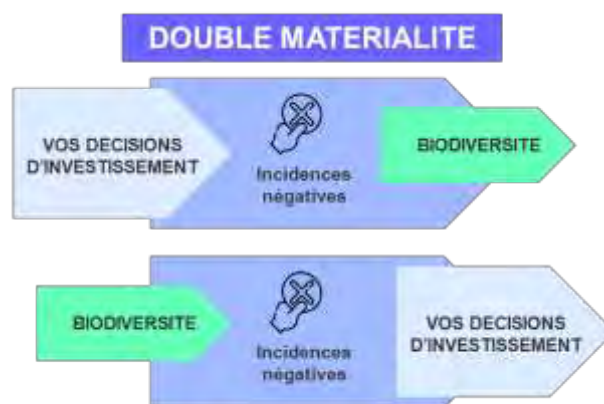 DOUBLE MATERIALITE
VOS DECISIONS
D'INVESTISSEMENT
Incidences
négatives
BIODIVERSITE
BIODIVERSITE
Incidences
négatives
VOS DECISIONS
D'INVESTISSEMENT